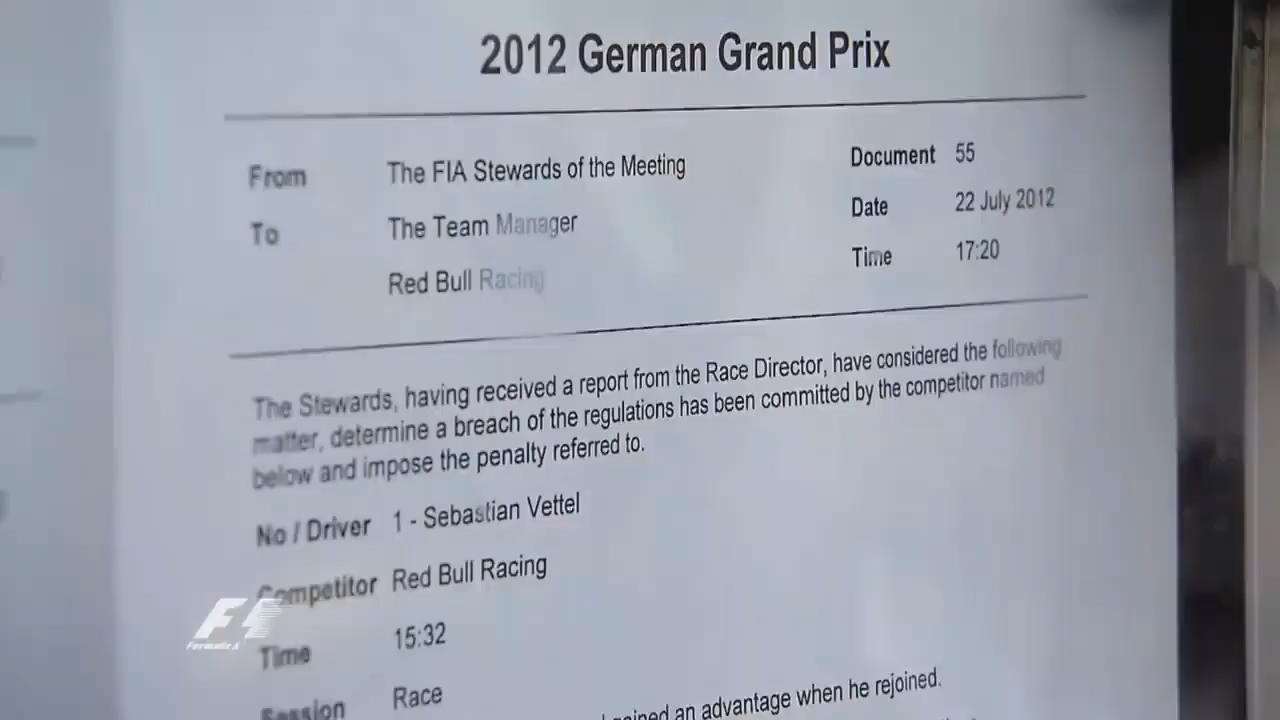 2012 German Grand Prix
From The FIA Stewards of the Meeting Document 55
To The Team Manager Date 22 July 2012
Red Bull Racing Time 17:20
The Stewards, having received a report from the Race Director, have considered the following
matter, determine a breach of the regulations has been committed by the competitor named
below and impose the penalty referred to.
No / Driver 1 - Sebastian Vettel
Competitor Red Bull Racing
F1
Formula 1
Time 15:32
Session Race
gained an advantage when he rejoined.